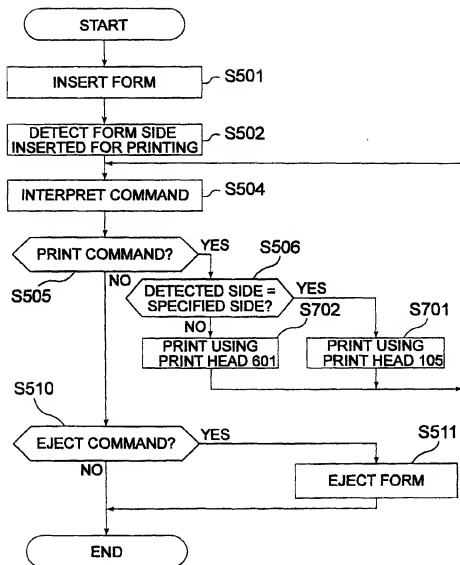 START
INSERT FORM
S501
DETECT FORM SIDE
INSERTED FOR PRINTING
S502
INTERPRET COMMAND
S504
PRINT COMMAND?
YES
NO
S505
S506
DETECTED SIDE =
SPECIFIED SIDE?
YES
NO
S702
S701
PRINT USING
PRINT HEAD 601
PRINT USING
PRINT HEAD 105
S510
EJECT COMMAND?
YES
NO
S511
EJECT FORM
END